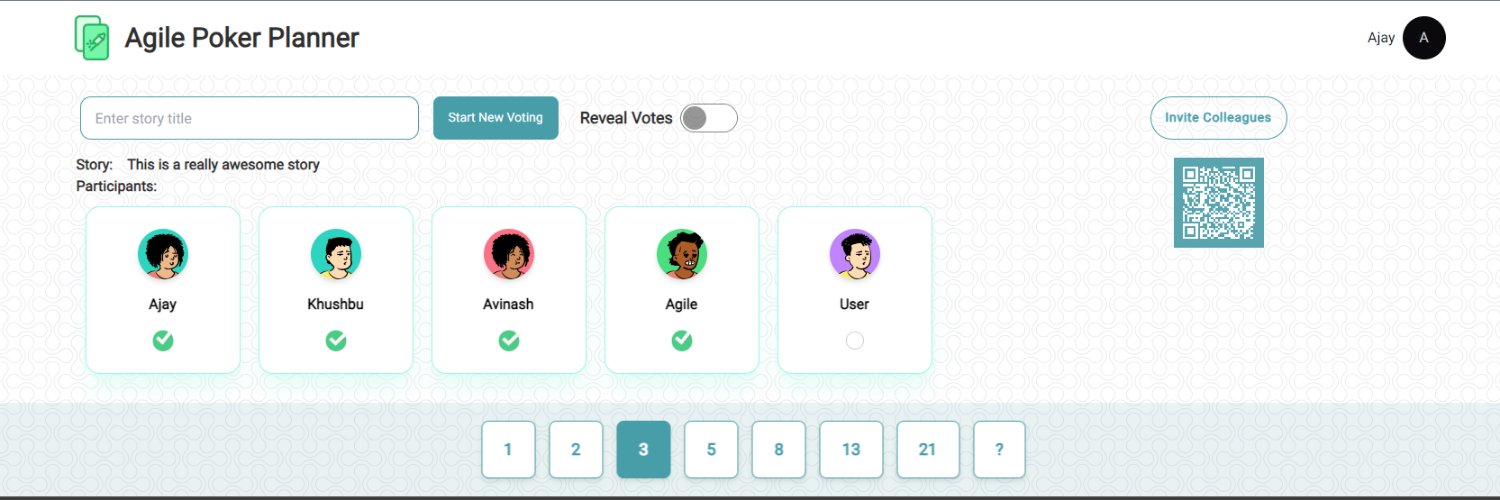 Agile Poker Planner
Ajay A
Enter story title
Start New Voting
Reveal Votes
Invite Colleagues
Story: This is a really awesome story
Participants:
Ajay
Khushbu
Avinash
Agile
User
1 2 3 5 8 13 21 ?